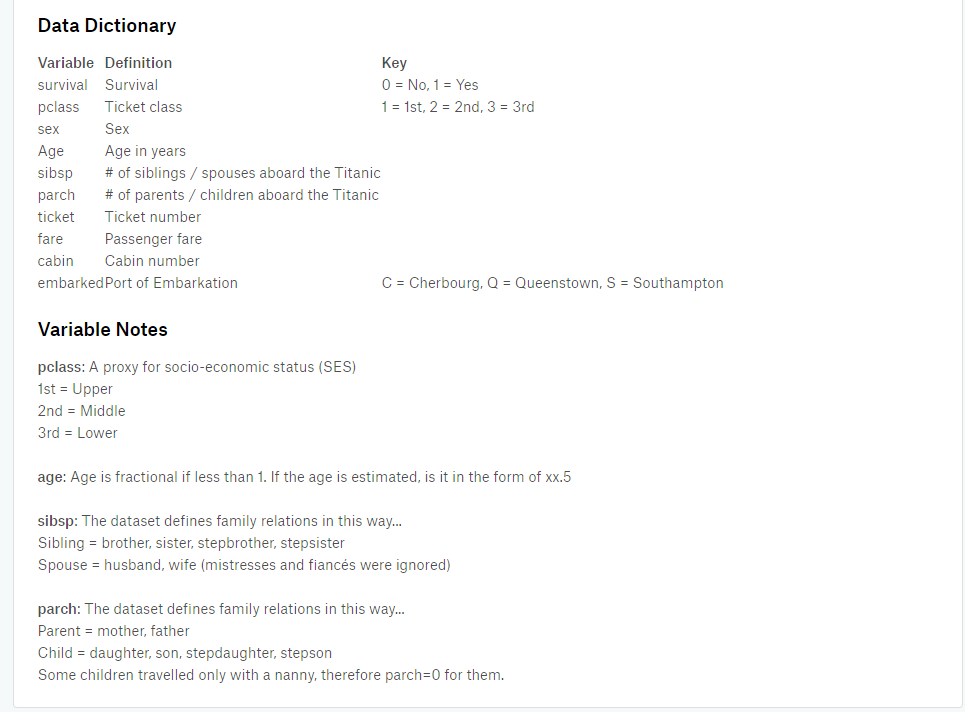 Data Dictionary
Variable Definition Key
survival Survival 0 = No, 1 = Yes
pclass Ticket class 1 = 1st, 2 = 2nd, 3 = 3rd
sex Sex
Age Age in years
sibsp # of siblings / spouses aboard the Titanic
parch # of parents / children aboard the Titanic
ticket Ticket number
fare Passenger fare
cabin Cabin number
embarked Port of Embarkation C = Cherbourg, Q = Queenstown, S = Southampton
Variable Notes
pclass: A proxy for socio-economic status (SES)
1st = Upper
2nd = Middle
3rd = Lower
age: Age is fractional if less than 1. If the age is estimated, is it in the form of xx.5
sibsp: The dataset defines family relations in this way...
Sibling = brother, sister, stepbrother, stepsister
Spouse = husband, wife (mistresses and fiancés were ignored)
parch: The dataset defines family relations in this way...
Parent = mother, father
Child = daughter, son, stepdaughter, stepson
Some children travelled only with a nanny, therefore parch=0 for them.